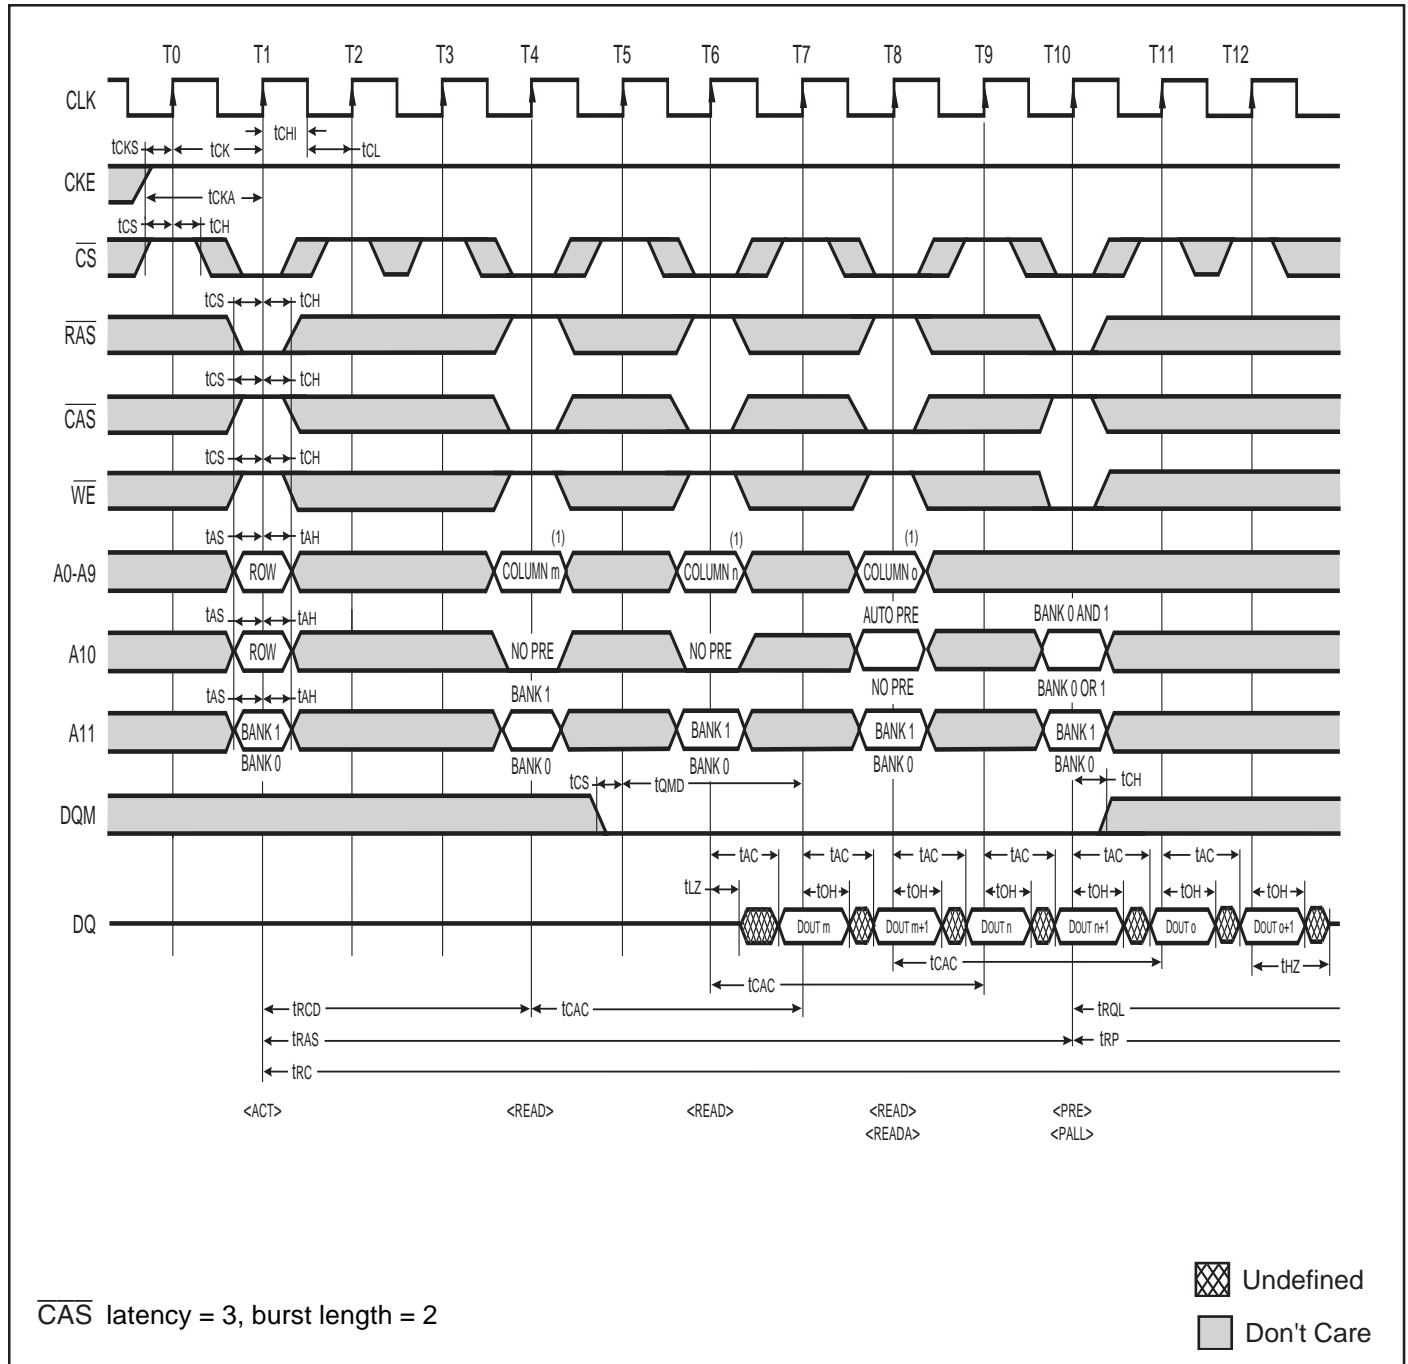 T0 T1 T2 T3 T4 T5 T6 T7 T8 T9 T10 T11 T12
CLK
tCHI
tCKS tCK tCL
CKE
tCKA
tCS tCH
CS
tCS tCH
RAS
tCS tCH
CAS
tCS tCH
WE
tAS tAH (1) (1) (1)
A0-A9 ROW COLUMN m COLUMN n COLUMN o
tAS tAH AUTO PRE BANK 0 AND 1
A10 ROW NO PRE NO PRE
tAS tAH BANK 1 NO PRE BANK 0 OR 1
A11 BANK 1 BANK 1 BANK 1 BANK 1
BANK 0 BANK 0 BANK 0 BANK 0 BANK 0
tCS tQMD tCH
DQM
tAC tAC tAC tAC tAC tAC
tLZ tOH tOH tOH tOH tOH tOH
DQ DOUT m DOUT m+1 DOUT n DOUT n+1 DOUT o DOUT o+1
tCAC tHZ
tCAC
tRCD tCAC tRQL
tRAS tRP
tRC
<ACT> <READ> <READ> <READ> <PRE>
<READA> <PALL>
Undefined
CAS latency = 3, burst length = 2
Don't Care